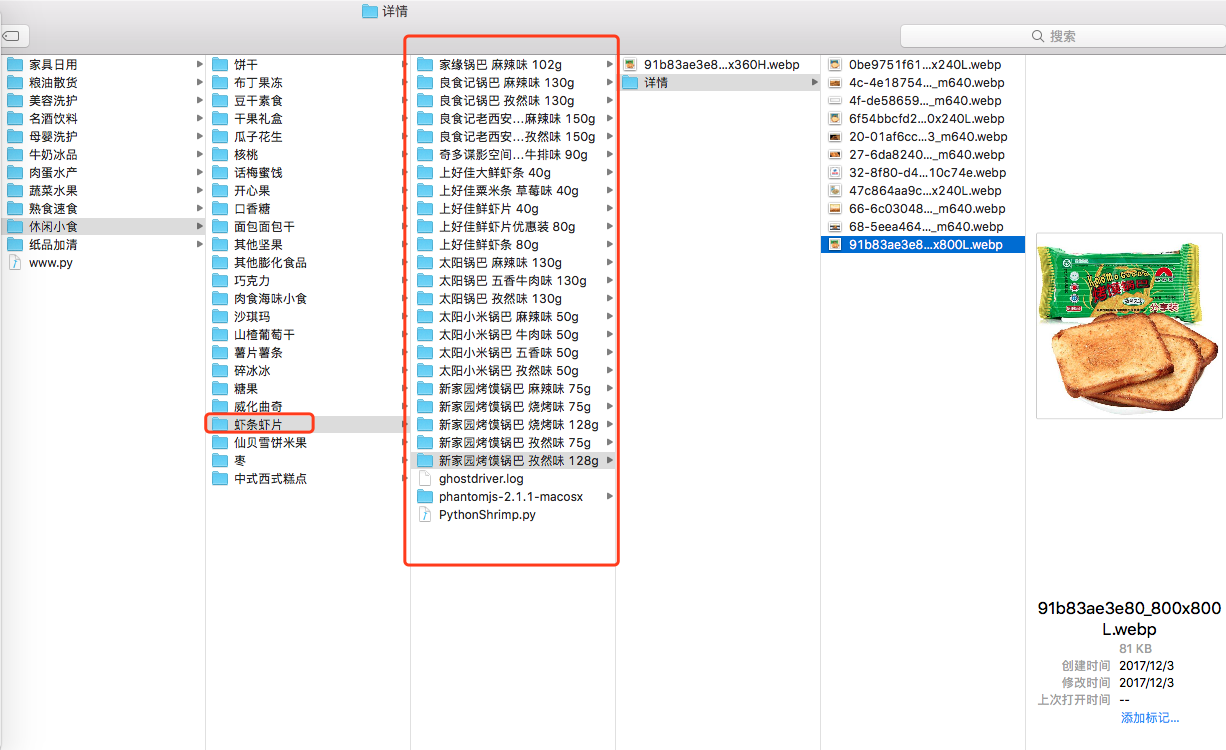 详情
搜索
家具日用
粮油散货
美容洗护
名酒饮料
母婴洗护
牛奶冰品
肉蛋水产
蔬菜水果
熟食速食
休闲小食
纸品加清
www.py
饼干
布丁果冻
豆干素食
干果礼盒
瓜子花生
核桃
话梅蜜饯
开心果
口香糖
面包面包干
其他坚果
其他膨化食品
巧克力
肉食海味小食
沙琪玛
山楂葡萄干
薯片薯条
碎冰冰
糖果
威化曲奇
虾条虾片
仙贝雪饼米果
枣
中式西式糕点
家缘锅巴 麻辣味 102g
良食记锅巴 麻辣味 130g
良食记锅巴 孜然味 130g
良食记老西安...麻辣味 150g
良食记老西安...孜然味 150g
奇多谍影空间...牛排味 90g
上好佳大鲜虾条 40g
上好佳粟米条 草莓味 40g
上好佳鲜虾片 40g
上好佳鲜虾片优惠装 80g
上好佳鲜虾条 80g
太阳锅巴 麻辣味 130g
太阳锅巴 五香牛肉味 130g
太阳锅巴 孜然味 130g
太阳小米锅巴 麻辣味 50g
太阳小米锅巴 牛肉味 50g
太阳小米锅巴 五香味 50g
太阳小米锅巴 孜然味 50g
新家园烤馍锅巴 麻辣味 75g
新家园烤馍锅巴 烧烤味 75g
新家园烤馍锅巴 烧烤味 128g
新家园烤馍锅巴 孜然味 75g
新家园烤馍锅巴 孜然味 128g
ghostdriver.log
phantomjs-2.1.1-macosx
PythonShrimp.py
91b83ae3e8...x360H.webp
详情
0be9751f61...x240L.webp
4c-4e18754..._m640.webp
4f-de58659..._m640.webp
6f54bbcfd2...0x240L.webp
20-01af6cc...3_m640.webp
27-6da8240..._m640.webp
32-8f80-d4...10c74e.webp
47c864aa9c...x240L.webp
66-6c03048..._m640.webp
68-5eea464..._m640.webp
91b83ae3e8...x800L.webp
91b83ae3e80_800x800
L.webp
81 KB
创建时间 2017/12/3
修改时间 2017/12/3
上次打开时间 --
添加标记...